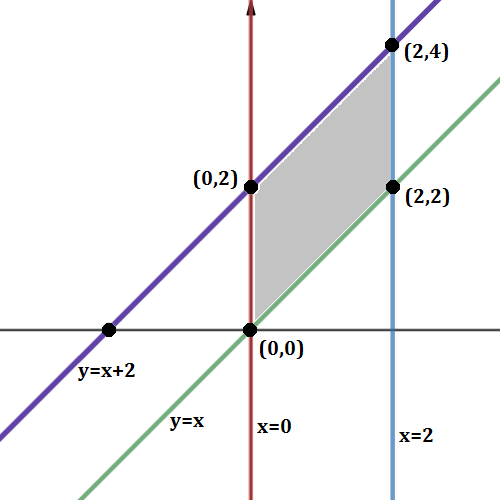 (2,4)
(0,2)
(2,2)
(0,0)
y=x+2
y=x
x=0
x=2